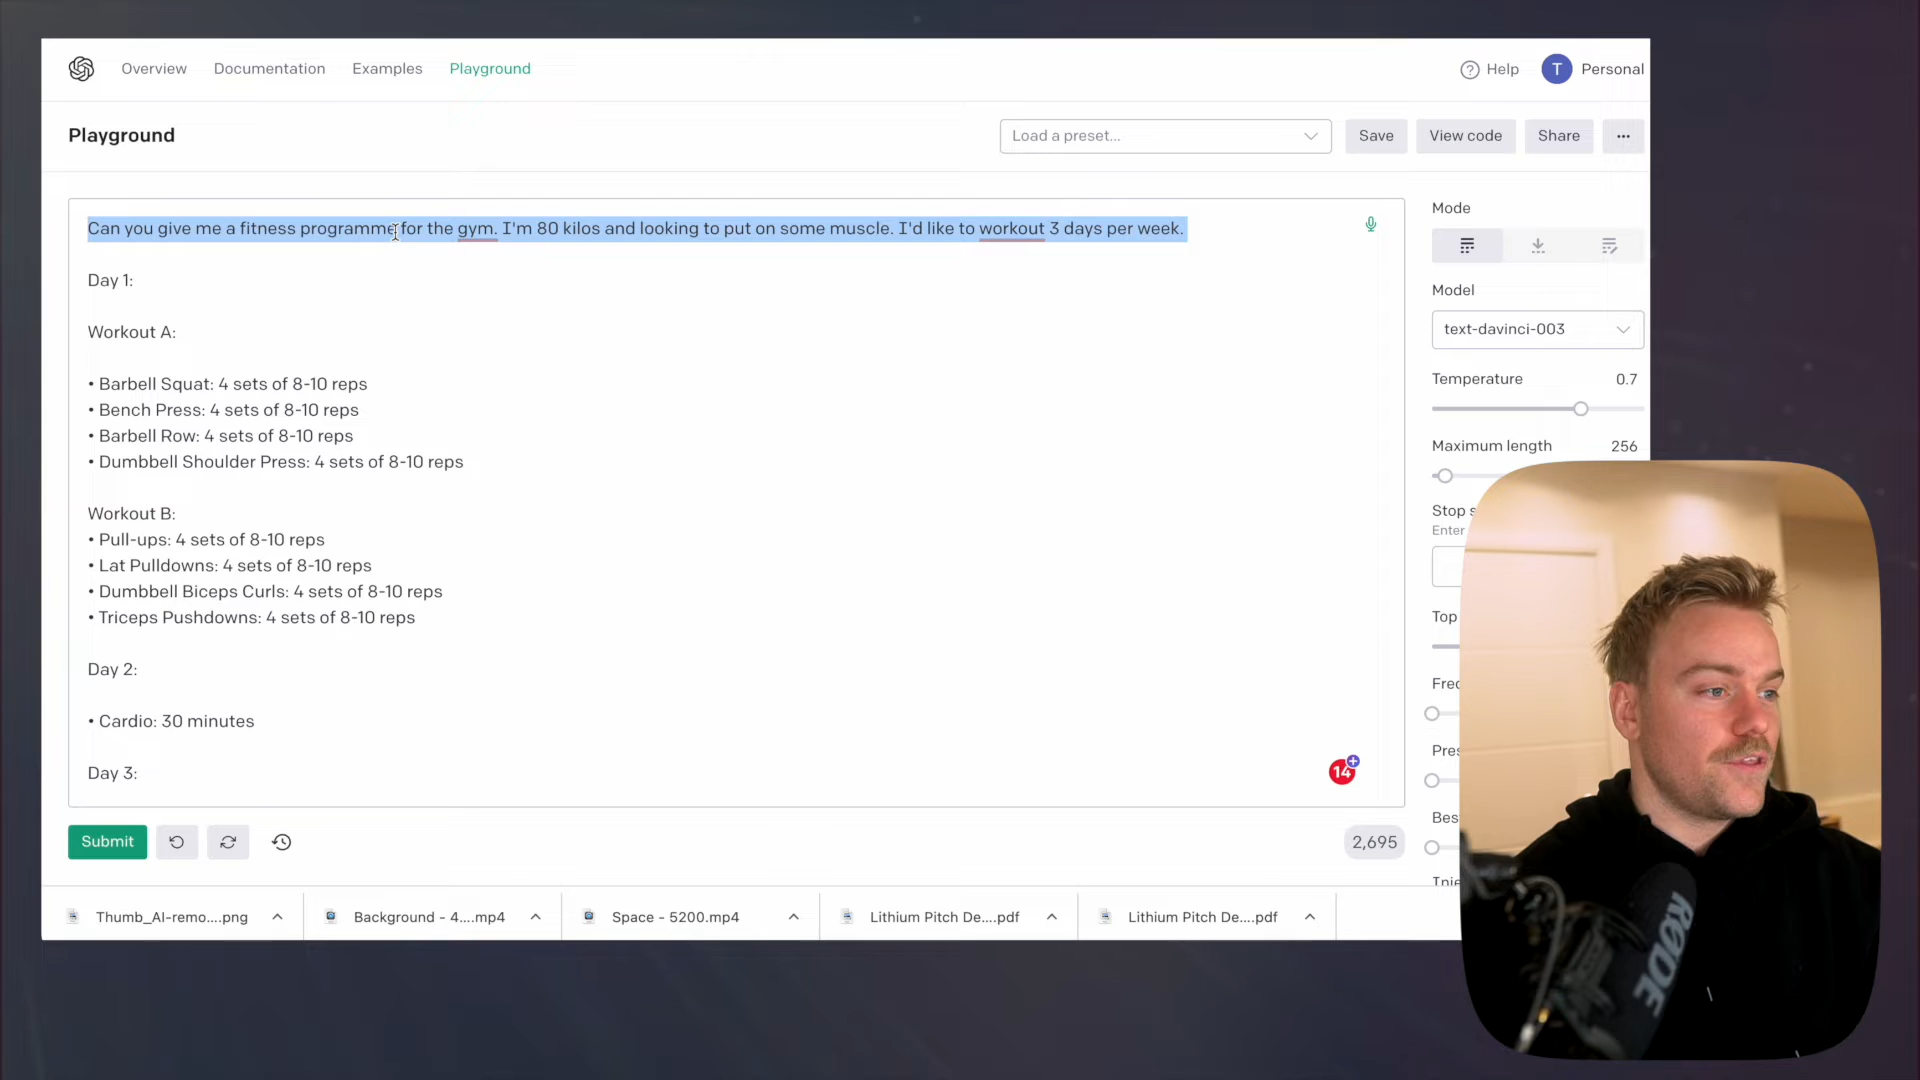 Overview Documentation Examples Playground Help T Personal
Playground Load a preset... Save View code Share ...
Can you give me a fitness programme for the gym. I'm 80 kilos and looking to put on some muscle. I'd like to workout 3 days per week.
Mode
Day 1:
Model
Workout A:
text-davinci-003
• Barbell Squat: 4 sets of 8-10 reps
Temperature 0.7
• Bench Press: 4 sets of 8-10 reps
• Barbell Row: 4 sets of 8-10 reps
Maximum length 256
• Dumbbell Shoulder Press: 4 sets of 8-10 reps
Workout B:
Stop s
Enter
• Pull-ups: 4 sets of 8-10 reps
• Lat Pulldowns: 4 sets of 8-10 reps
• Dumbbell Biceps Curls: 4 sets of 8-10 reps
• Triceps Pushdowns: 4 sets of 8-10 reps
Top
Day 2:
Freq
• Cardio: 30 minutes
Pres
Day 3:
14
Bes
Submit 2,695
Inje
Thumb_AI-remo....png Background - 4....mp4 Space - 5200.mp4 Lithium Pitch De....pdf Lithium Pitch De....pdf
RØDE